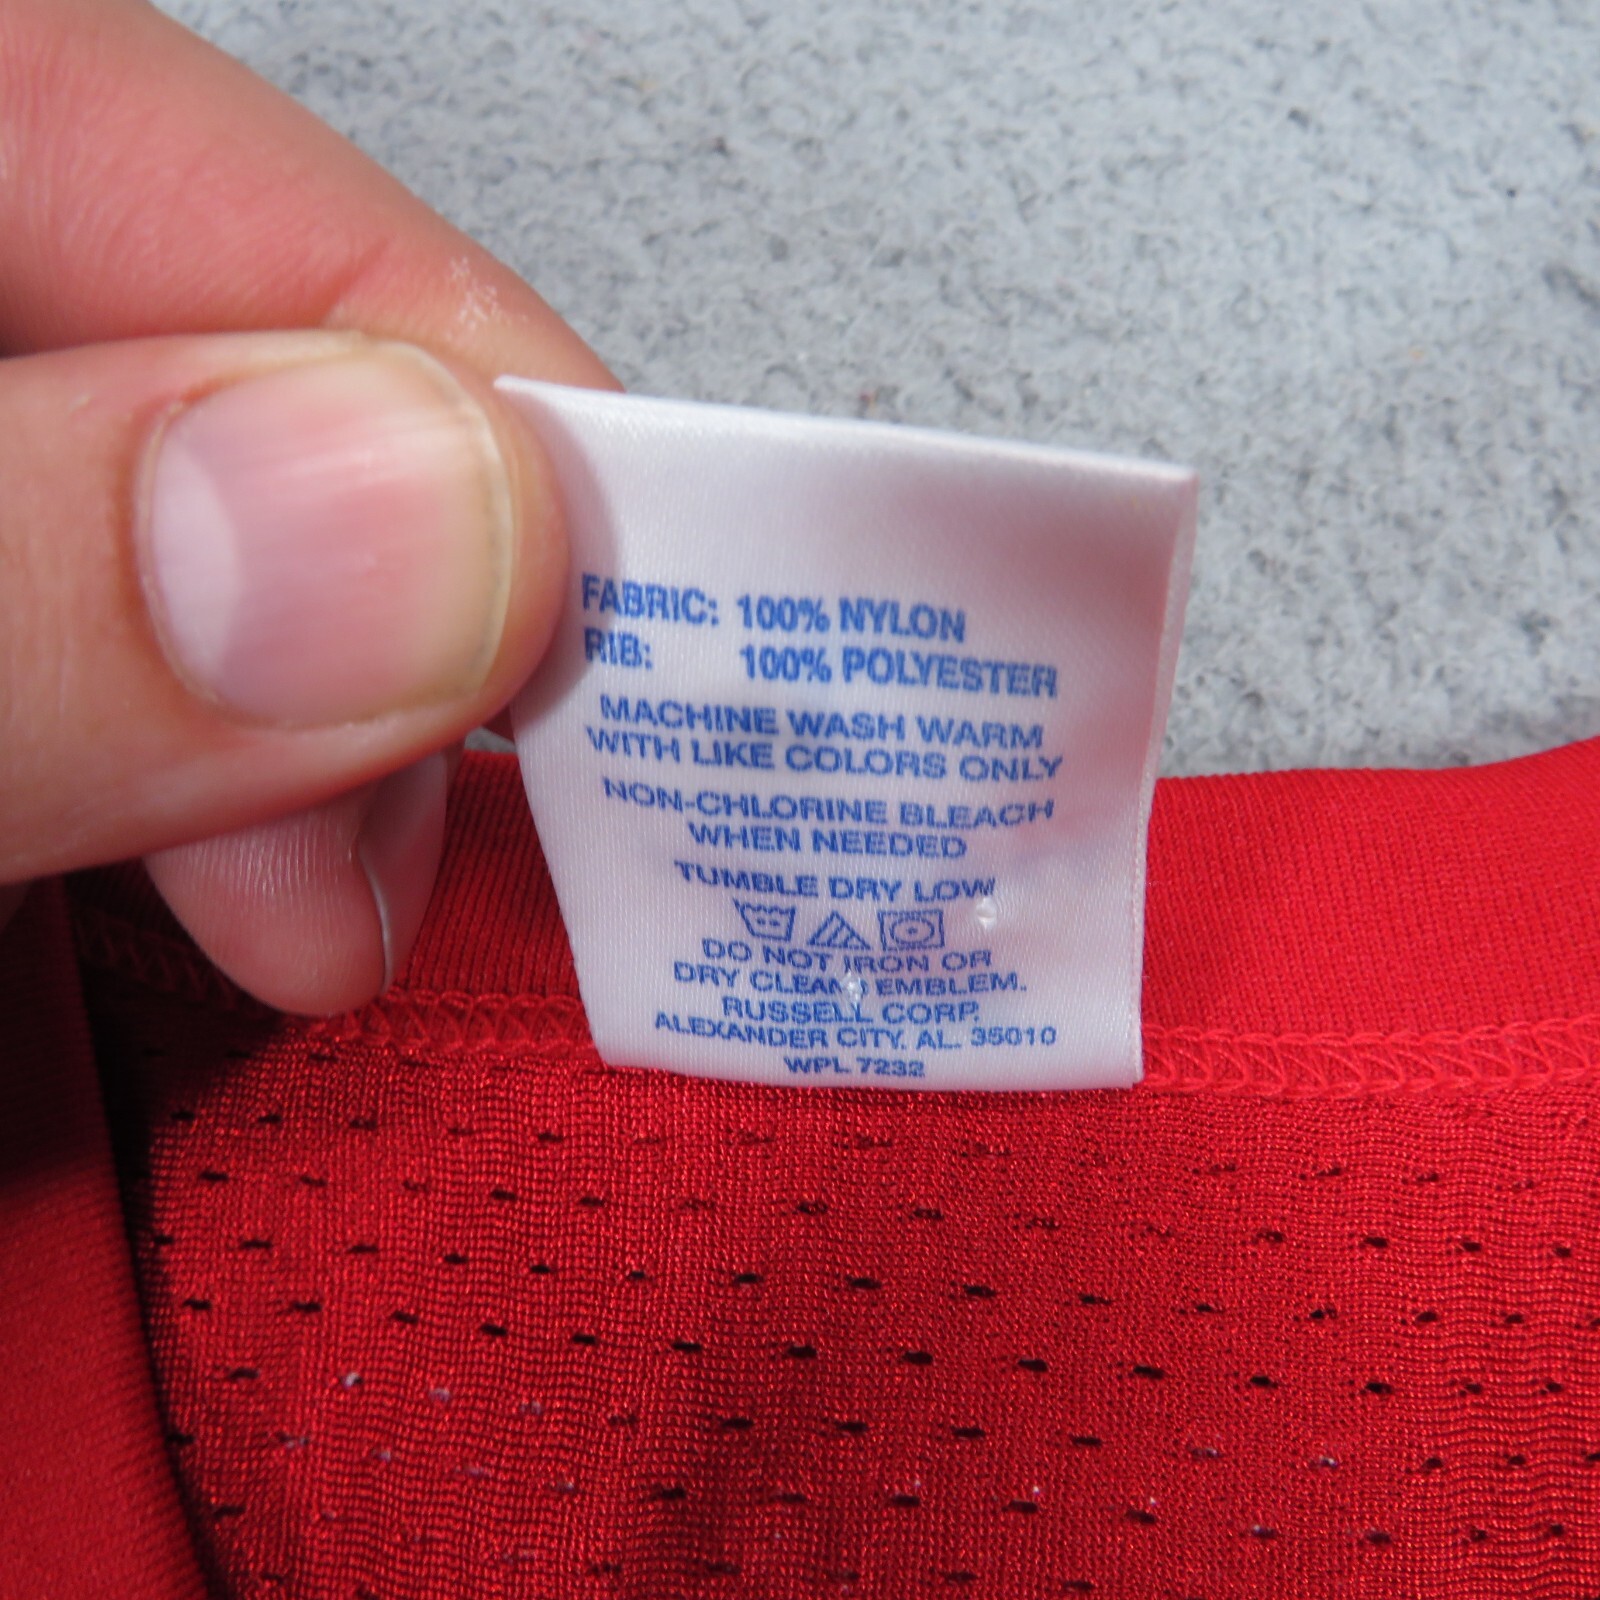 FABRIC: 100% NYLON
RIB: 100% POLYESTER
MACHINE WASH WARM
WITH LIKE COLORS ONLY
NON-CHLORINE BLEACH
WHEN NEEDED
TUMBLE DRY LOW
DO NOT IRON OR
DRY CLEAN EMBLEM.
RUSSELL CORP.
ALEXANDER CITY, AL. 35010
WPL 7232